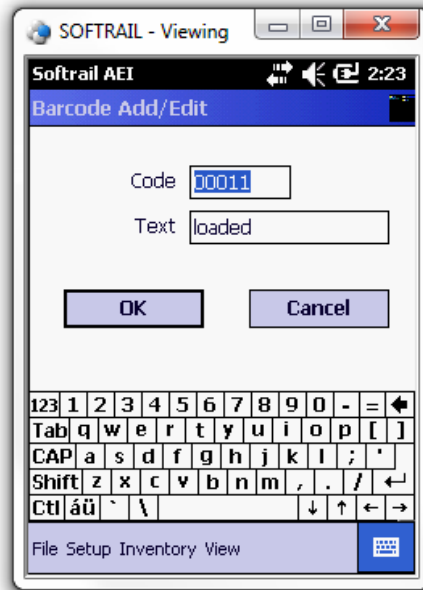 SOFTRAIL - Viewing
Softrail AEI 2:23
Barcode Add/Edit
Code 00011
Text loaded
OK Cancel
123 1 2 3 4 5 6 7 8 9 0 - =
Tab q w e r t y u i o p [ ]
CAP a s d f g h j k l ; '
Shift z x c v b n m , . /
Ctl áü ` \
File Setup Inventory View